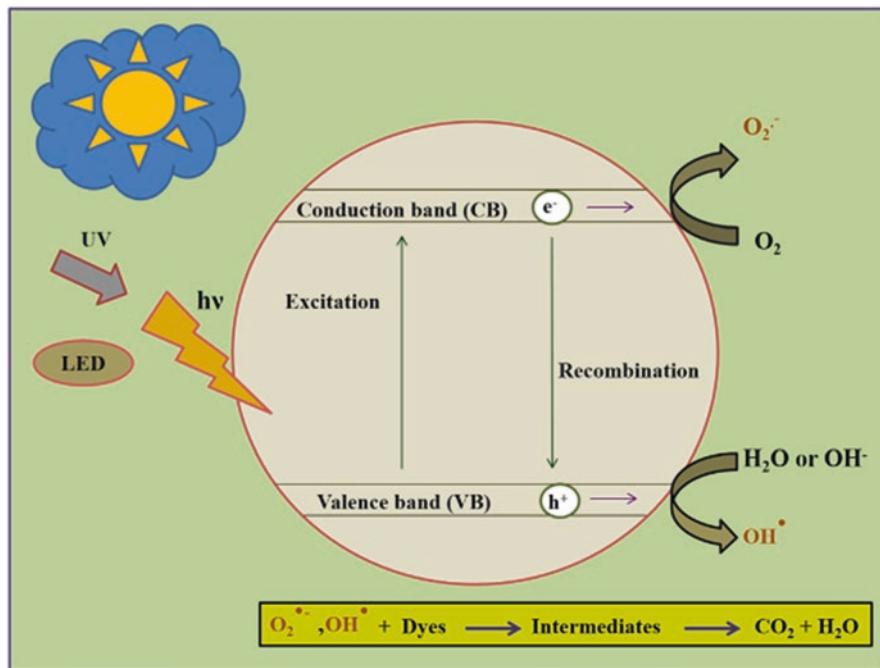 UV
hν
LED
Conduction band (CB)
e⁻
O₂·⁻
O₂
Excitation
Recombination
Valence band (VB)
h⁺
H₂O or OH⁻
OH•
O₂•⁻ ,OH• + Dyes → Intermediates → CO₂ + H₂O